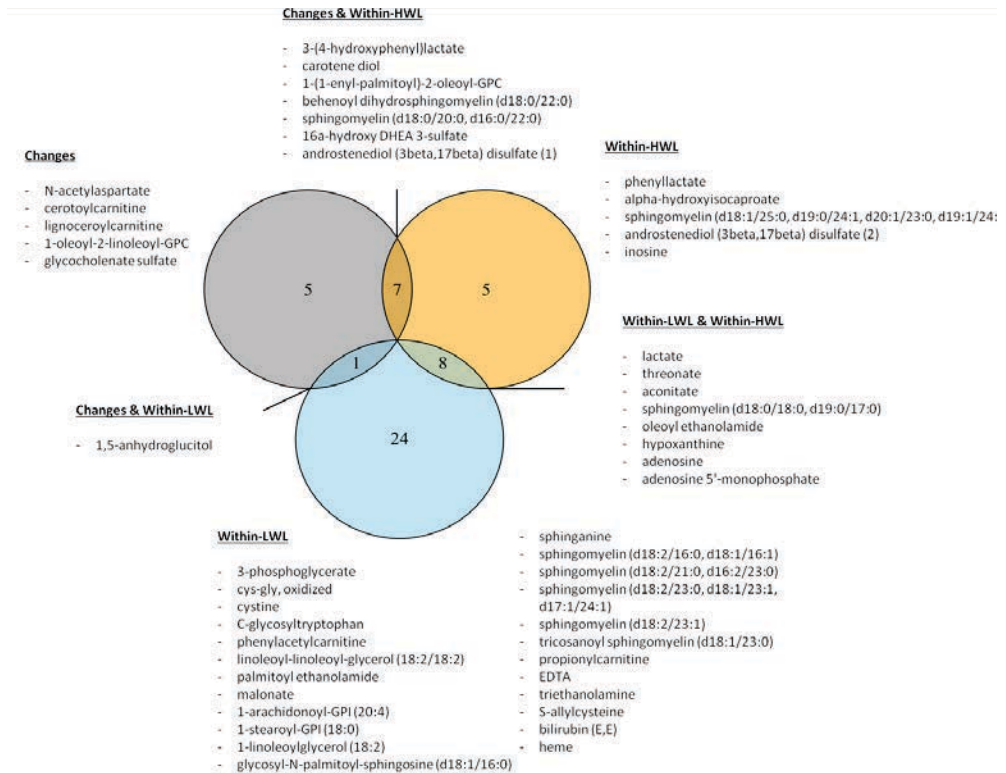 Changes & Within-HWL
- 3-(4-hydroxyphenyl)lactate
- carotene diol
- 1-(1-enyl-palmitoyl)-2-oleoyl-GPC
- behenoyl dihydrosphingomyelin (d18:0/22:0)
- sphingomyelin (d18:0/20:0, d16:0/22:0)
- 16a-hydroxy DHEA 3-sulfate
- androstenediol (3beta,17beta) disulfate (1)
Changes
- N-acetylaspartate
- cerotoylcarnitine
- lignoceroylcarnitine
- 1-oleoyl-2-linoleoyl-GPC
- glycocholenate sulfate
Within-HWL
- phenyllactate
- alpha-hydroxyisocaproate
- sphingomyelin (d18:1/25:0, d19:0/24:1, d20:1/23:0, d19:1/24:
- androstenediol (3beta,17beta) disulfate (2)
- inosine
5
7
5
1
8
24
Within-LWL & Within-HWL
- lactate
- threonate
- aconitate
- sphingomyelin (d18:0/18:0, d19:0/17:0)
- oleoyl ethanolamide
- hypoxanthine
- adenosine
- adenosine 5'-monophosphate
Changes & Within-LWL
- 1,5-anhydroglucitol
Within-LWL
- 3-phosphoglycerate
- cys-gly, oxidized
- cystine
- C-glycosyltryptophan
- phenylacetylcarnitine
- linoleoyl-linoleoyl-glycerol (18:2/18:2)
- palmitoyl ethanolamide
- malonate
- 1-arachidonoyl-GPI (20:4)
- 1-stearoyl-GPI (18:0)
- 1-linoleoylglycerol (18:2)
- glycosyl-N-palmitoyl-sphingosine (d18:1/16:0)
- sphinganine
- sphingomyelin (d18:2/16:0, d18:1/16:1)
- sphingomyelin (d18:2/21:0, d16:2/23:0)
- sphingomyelin (d18:2/23:0, d18:1/23:1,
d17:1/24:1)
- sphingomyelin (d18:2/23:1)
- tricosanoyl sphingomyelin (d18:1/23:0)
- propionylcarnitine
- EDTA
- triethanolamine
- S-allylcysteine
- bilirubin (E,E)
- heme